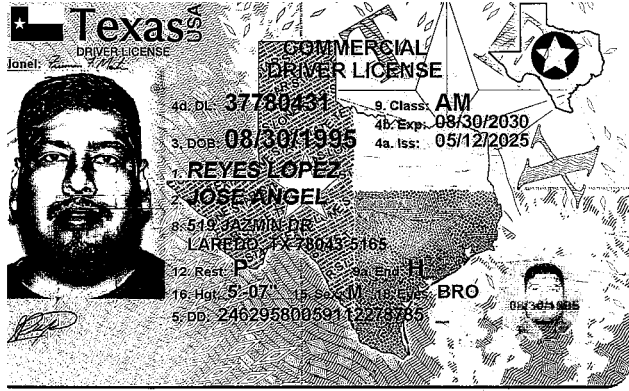 Texas USA
DRIVER LICENSE
COMMERCIAL
DRIVER LICENSE
4d. DL: 37780431 9. Class: AM
4b. Exp: 08/30/2030
3. DOB: 08/30/1995 4a. Iss: 05/12/2025
1. REYES LOPEZ
2. JOSE ANGEL
8. 519 JAZMIN DR
LAREDO, TX 78043-5165
12. Rest: P 9a. End: H
16. Hgt: 5'-07" 15. Sex: M 18. Eyes: BRO
5. DD: 24629580059112278785
08/30/1995